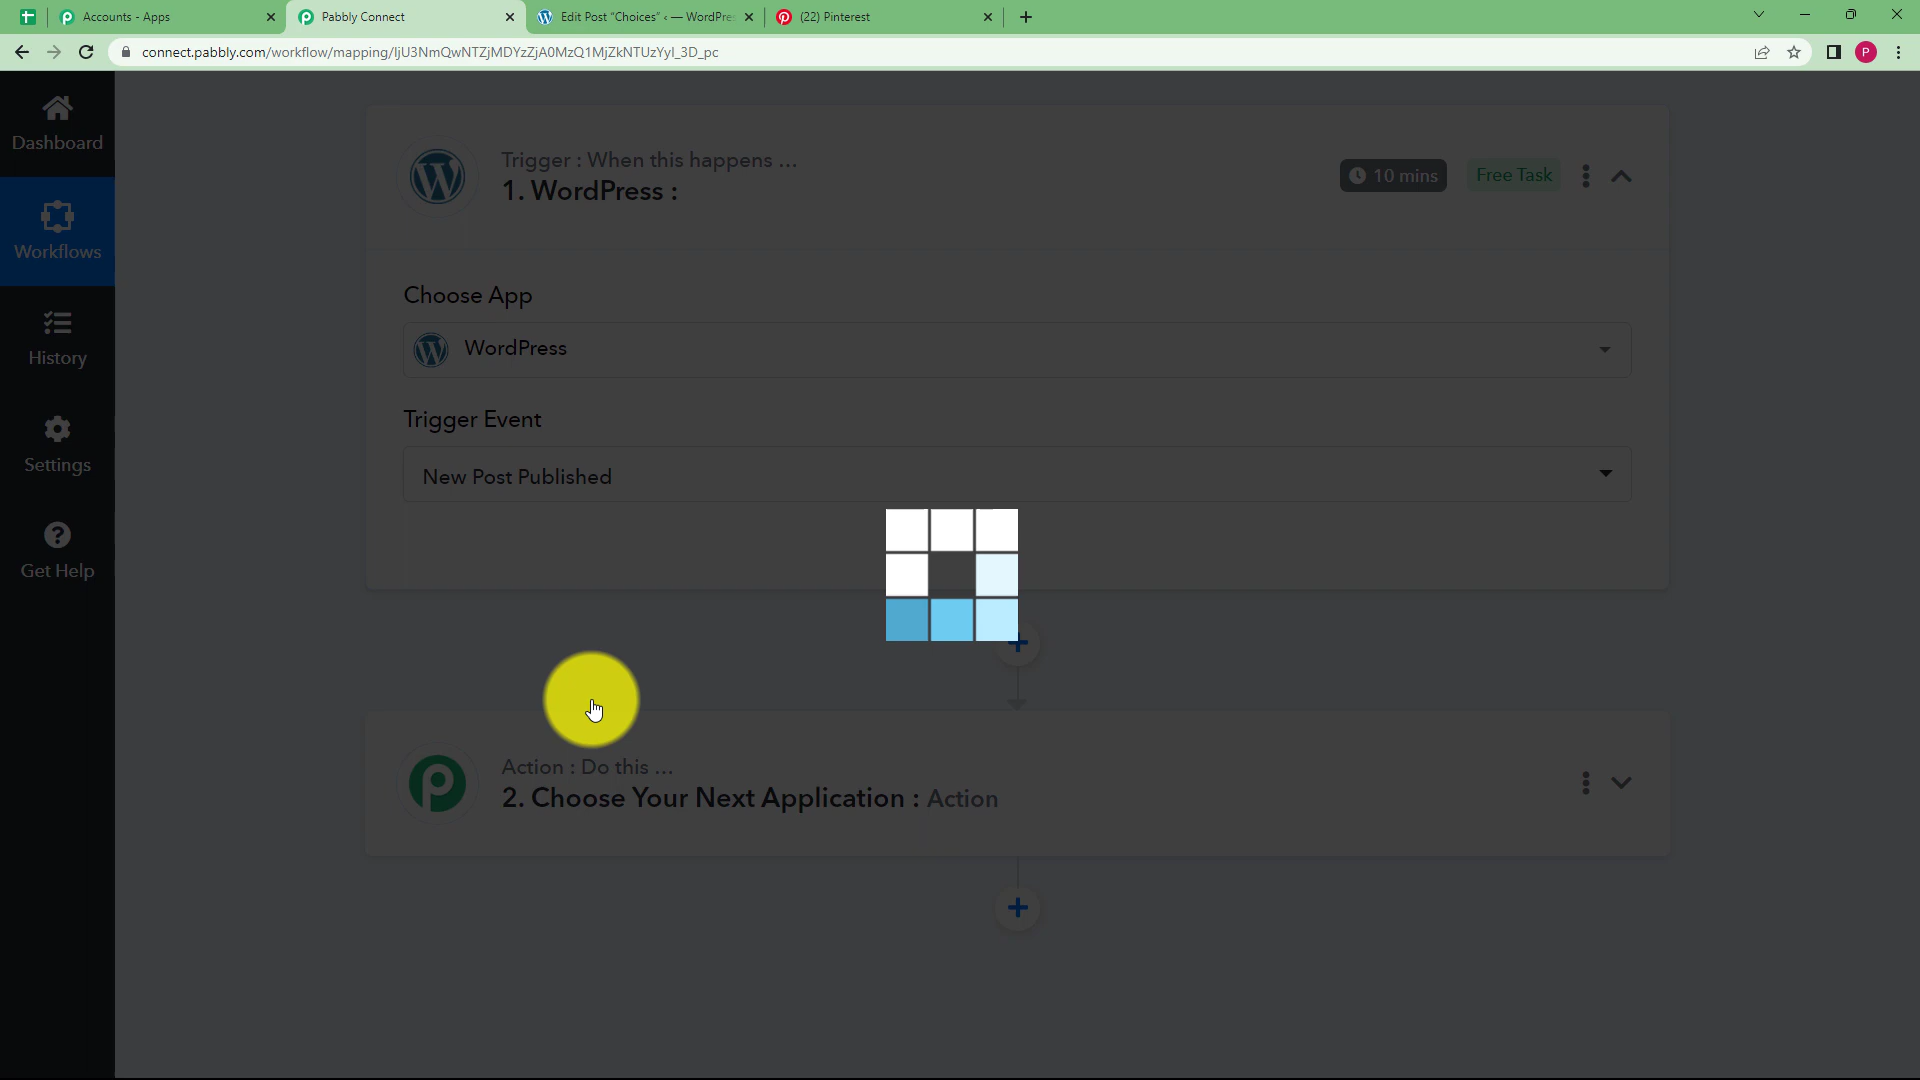 Accounts - Apps
Pabbly Connect
Edit Post "Choices" ‹ — WordPre
(22) Pinterest
connect.pabbly.com/workflow/mapping/IjU3NmQwNTZjMDYzZjA0MzQ1MjZkNTUzYyI_3D_pc
P
Dashboard
Workflows
History
Settings
Get Help
Trigger : When this happens ...
1. WordPress :
10 mins
Free Task
Choose App
WordPress
Trigger Event
New Post Published
Action : Do this ...
2. Choose Your Next Application : Action